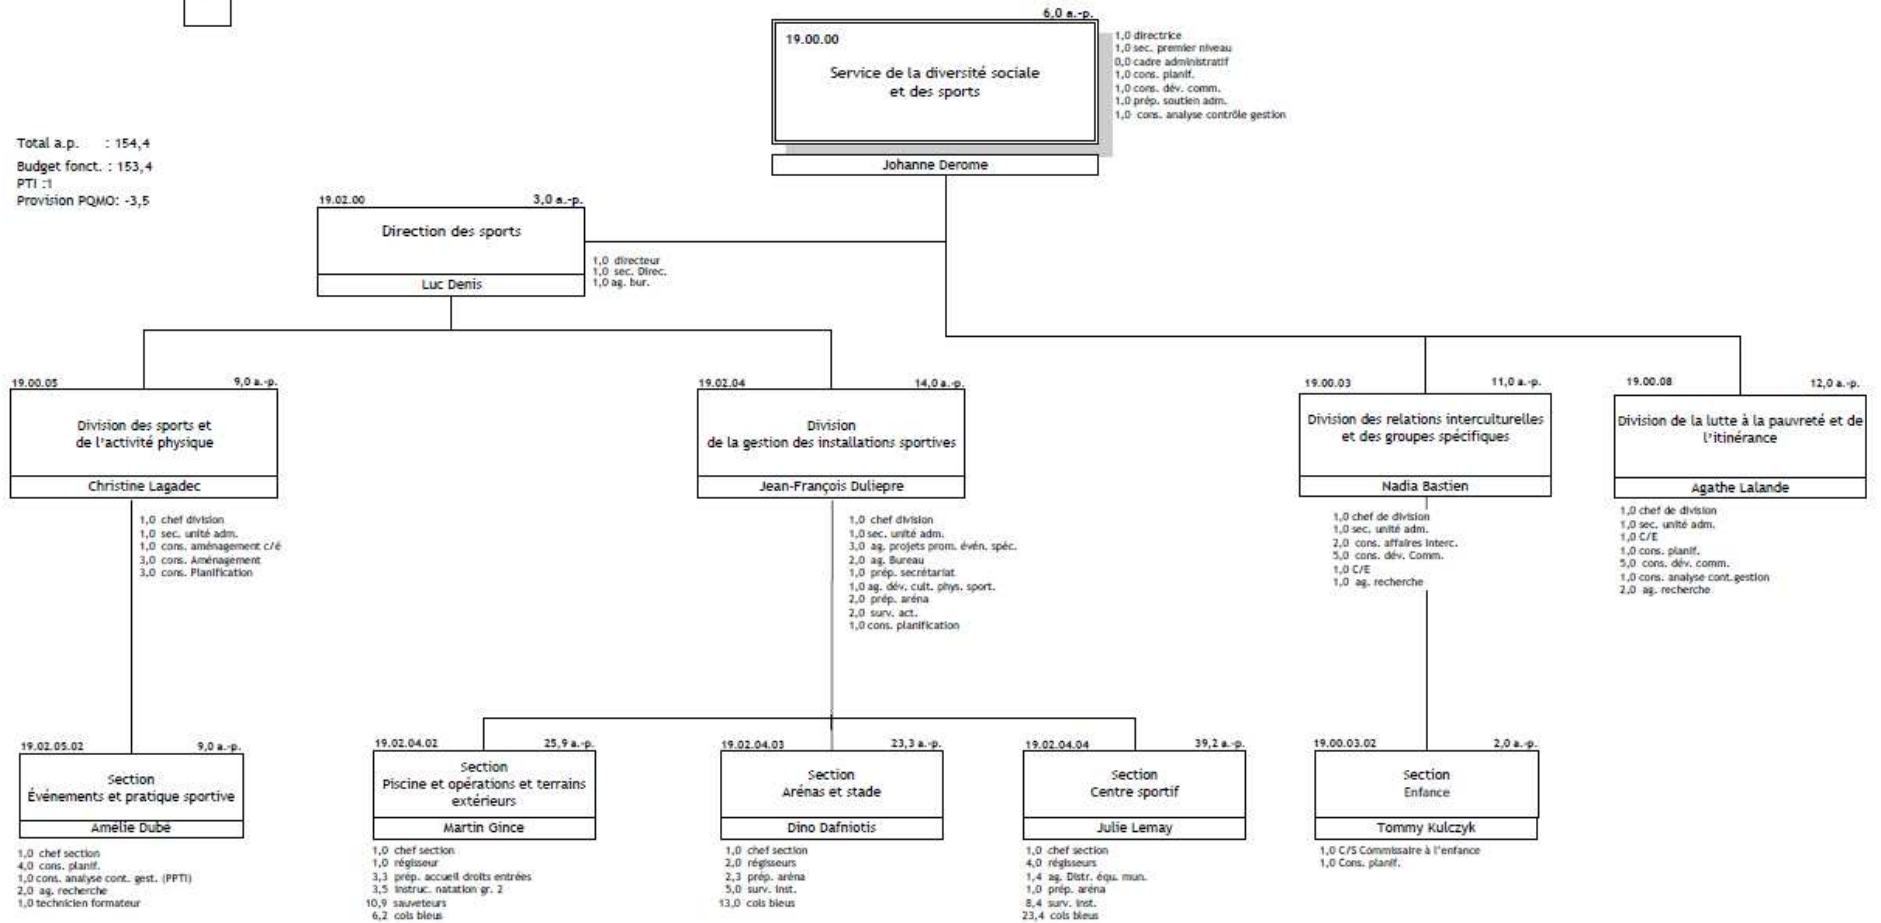 6,0 a.-p.
19.00.00
Service de la diversité sociale
et des sports
Johanne Derome
1,0 directrice
1,0 sec. premier niveau
0,0 cadre administratif
1,0 cons. planif.
1,0 cons. dév. comm.
1,0 prép. soutien adm.
1,0 cons. analyse contrôle gestion
Total a.p. : 154,4
Budget fonct. : 153,4
PTI :1
Provision PQMO: -3,5
19.02.00
3,0 a.-p.
Direction des sports
Luc Denis
1,0 directeur
1,0 sec. Direc.
1,0 ag. bur.
19.00.05
9,0 a.-p.
Division des sports et
de l'activité physique
Christine Lagadec
1,0 chef division
1,0 sec. unité adm.
1,0 cons. aménagement c/é
3,0 cons. Aménagement
3,0 cons. Planification
19.02.04
14,0 a.-p.
Division
de la gestion des installations sportives
Jean-François Duliepre
1,0 chef division
1,0 sec. unité adm.
3,0 ag. projets prom. évén. spéc.
2,0 ag. Bureau
1,0 prép. secrétariat
1,0 ag. dév. cult. phys. sport.
2,0 prép. aréna
2,0 surv. act.
1,0 cons. planification
19.00.03
11,0 a.-p.
Division des relations interculturelles
et des groupes spécifiques
Nadia Bastien
1,0 chef de division
1,0 sec. unité adm.
2,0 cons. affaires interc.
5,0 cons. dév. Comm.
1,0 C/E
1,0 ag. recherche
19.00.08
12,0 a.-p.
Division de la lutte à la pauvreté et de
l'itinérance
Agathe Lalande
1,0 chef de division
1,0 sec. unité adm.
1,0 C/E
1,0 cons. planif.
5,0 cons. dév. comm.
1,0 cons. analyse cont.gestion
2,0 ag. recherche
19.02.05.02
9,0 a.-p.
Section
Événements et pratique sportive
Amélie Dubé
1,0 chef section
4,0 cons. planif.
1,0 cons. analyse cont. gest. (PPTI)
2,0 ag. recherche
1,0 technicien formateur
19.02.04.02
25,9 a.-p.
Section
Piscine et opérations et terrains
extérieurs
Martin Gince
1,0 chef section
1,0 régisseur
3,3 prép. accueil droits entrées
3,5 instruc. natation gr. 2
10,9 sauveteurs
6,2 cols bleus
19.02.04.03
23,3 a.-p.
Section
Arénas et stade
Dino Dafniotis
1,0 chef section
2,0 régisseurs
2,3 prép. aréna
5,0 surv. inst.
13,0 cols bleus
19.02.04.04
39,2 a.-p.
Section
Centre sportif
Julie Lemay
1,0 chef section
4,0 régisseurs
1,4 ag. Distr. équ. mun.
1,0 prép. aréna
8,4 surv. inst.
23,4 cols bleus
19.00.03.02
2,0 a.-p.
Section
Enfance
Tommy Kulczyk
1,0 C/S Commissaire à l'enfance
1,0 Cons. planif.